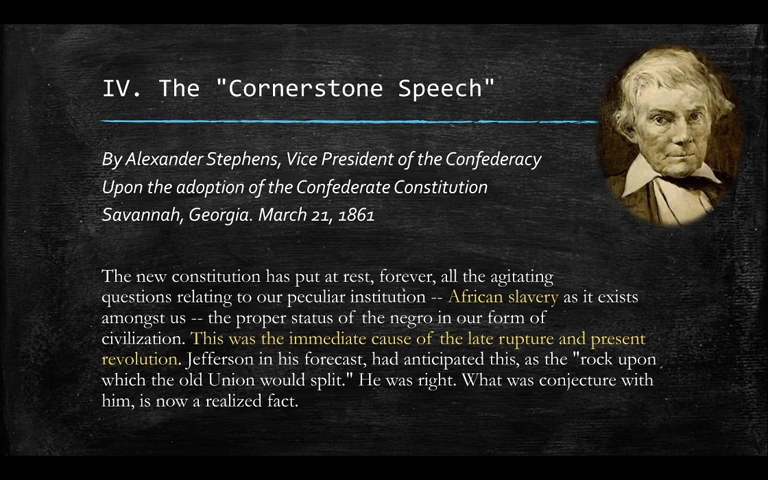 IV. The "Cornerstone Speech"
By Alexander Stephens, Vice President of the Confederacy
Upon the adoption of the Confederate Constitution
Savannah, Georgia. March 21, 1861
The new constitution has put at rest, forever, all the agitating
questions relating to our peculiar institution -- African slavery as it exists
amongst us -- the proper status of the negro in our form of
civilization. This was the immediate cause of the late rupture and present
revolution. Jefferson in his forecast, had anticipated this, as the "rock upon
which the old Union would split." He was right. What was conjecture with
him, is now a realized fact.